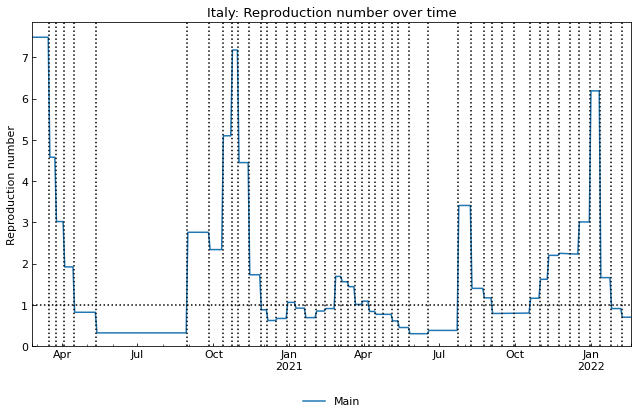 Italy: Reproduction number over time
Reproduction number
7
6
5
4
3
2
1
0
Apr Jul Oct Jan Apr Jul Oct Jan
2021 2022
Main